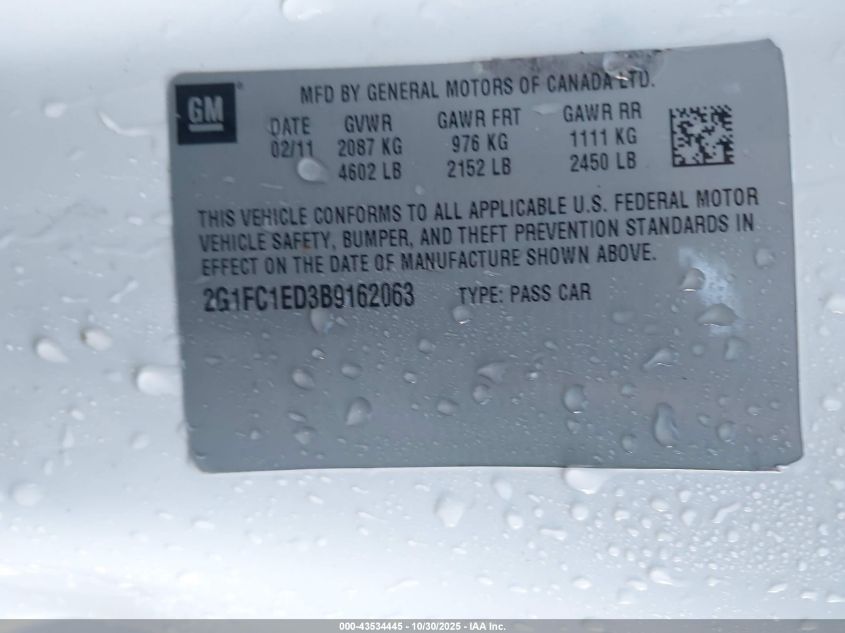 GM
MFD BY GENERAL MOTORS OF CANADA LTD.
DATE GVWR GAWR FRT GAWR RR
02/11 2087 KG 976 KG 1111 KG
4602 LB 2152 LB 2450 LB
THIS VEHICLE CONFORMS TO ALL APPLICABLE U.S. FEDERAL MOTOR
VEHICLE SAFETY, BUMPER, AND THEFT PREVENTION STANDARDS IN
EFFECT ON THE DATE OF MANUFACTURE SHOWN ABOVE.
2G1FC1ED3B9162063 TYPE: PASS CAR
000-43534445 - 10/30/2025 - IAA Inc.